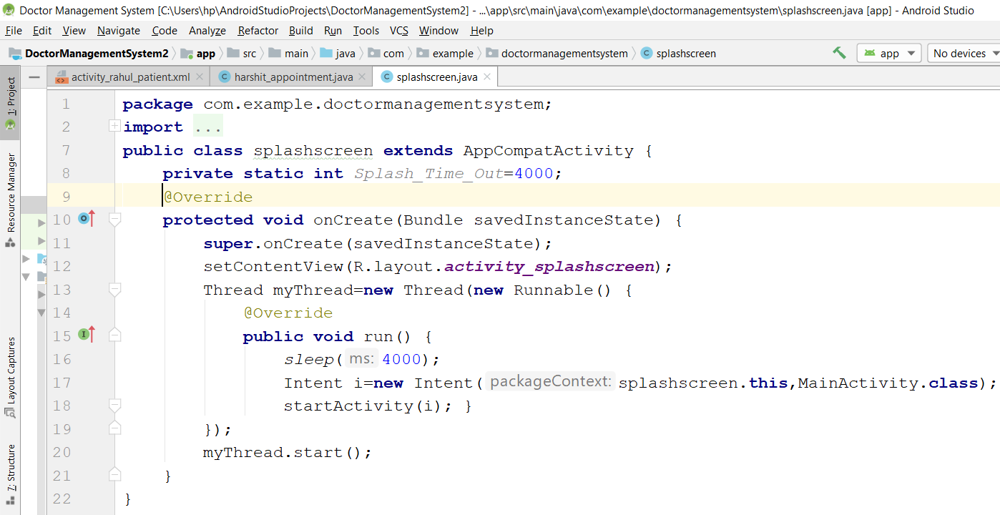 Doctor Management System [C:\Users\hp\AndroidStudioProjects\DoctorManagementSystem2] - ...\app\src\main\java\com\example\doctormanagementsystem\splashscreen.java [app] - Android Studio
File Edit View Navigate Code Analyze Refactor Build Run Tools VCS Window Help
DoctorManagementSystem2 app src main java com example doctormanagementsystem splashscreen app No devices
activity_rahul_patient.xml harshit_appointment.java splashscreen.java
1: Project
Resource Manager
Layout Captures
7: Structure
1 package com.example.doctormanagementsystem;
2 import ...
7 public class splashscreen extends AppCompatActivity {
8 private static int Splash_Time_Out=4000;
9 @Override
10 protected void onCreate(Bundle savedInstanceState) {
11 super.onCreate(savedInstanceState);
12 setContentView(R.layout.activity_splashscreen);
13 Thread myThread=new Thread(new Runnable() {
14 @Override
15 public void run() {
16 sleep( ms: 4000);
17 Intent i=new Intent( packageContext: splashscreen.this,MainActivity.class);
18 startActivity(i); }
19 });
20 myThread.start();
21 }
22 }